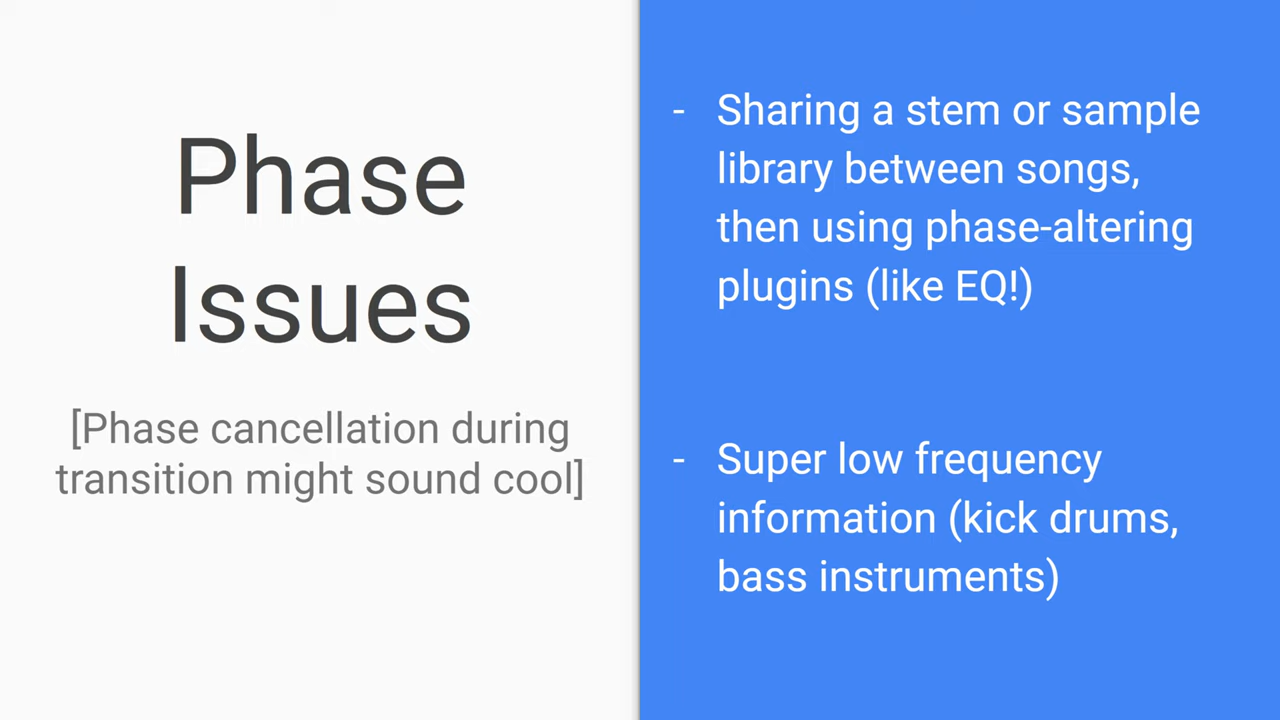 Phase
Issues
[Phase cancellation during
transition might sound cool]
- Sharing a stem or sample
library between songs,
then using phase-altering
plugins (like EQ!)
- Super low frequency
information (kick drums,
bass instruments)